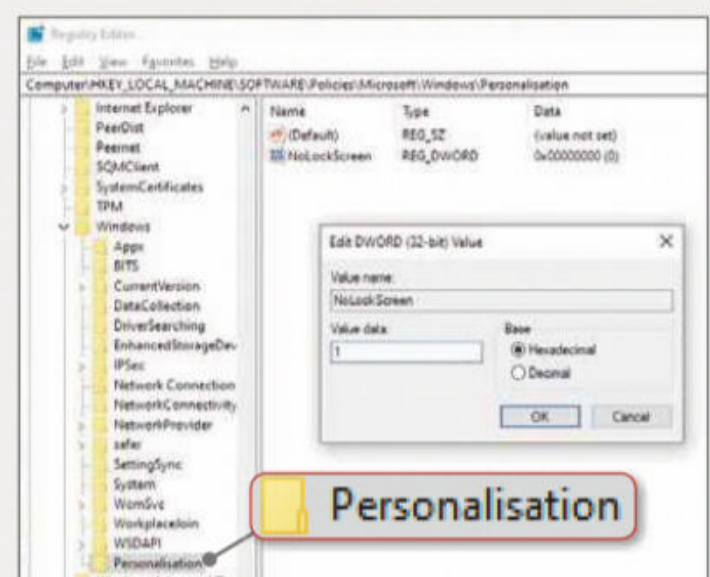 Registry Editor
File Edit View Favorites Help
Computer\HKEY_LOCAL_MACHINE\SOFTWARE\Policies\Microsoft\Windows\Personalisation
Internet Explorer
PeerDist
Peernet
SQMClient
SystemCertificates
TPM
Windows
Appx
BITS
CurrentVersion
DataCollection
DriverSearching
EnhancedStorageDev
IPSec
Network Connection
NetworkConnectivity
NetworkProvider
safer
SettingSync
System
WcmSvc
WorkplaceJoin
WSDAPI
Personalisation
Name Type Data
(Default) REG_SZ (value not set)
NoLockScreen REG_DWORD 0x00000000 (0)
Edit DWORD (32-bit) Value
Value name:
NoLockScreen
Value data: Base
1 Hexadecimal
Decimal
OK Cancel
Personalisation